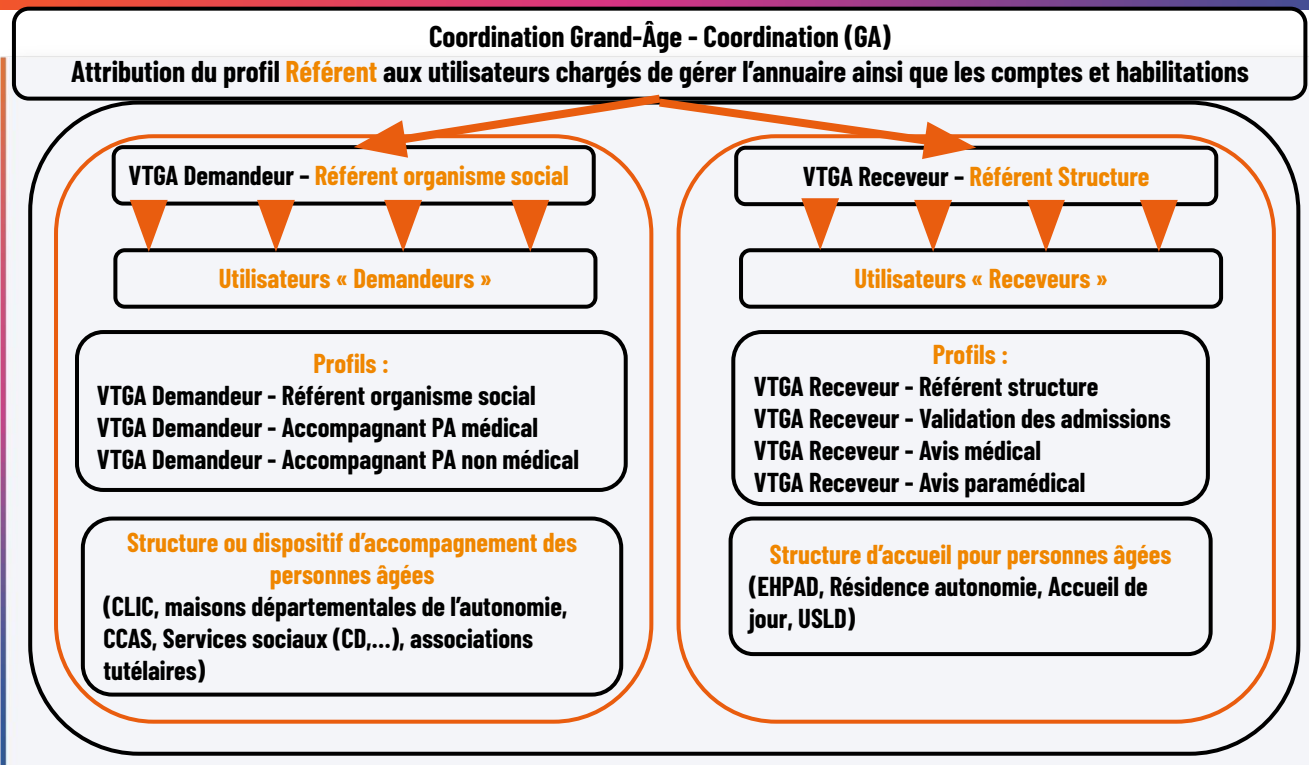 Coordination Grand-Âge - Coordination (GA)
Attribution du profil Référent aux utilisateurs chargés de gérer l'annuaire ainsi que les comptes et habilitations
VTGA Demandeur – Référent organisme social
Utilisateurs « Demandeurs »
Profils :
VTGA Demandeur - Référent organisme social
VTGA Demandeur - Accompagnant PA médical
VTGA Demandeur - Accompagnant PA non médical
Structure ou dispositif d'accompagnement des
personnes âgées
(CLIC, maisons départementales de l'autonomie,
CCAS, Services sociaux (CD,...), associations
tutélaires)
VTGA Receveur – Référent Structure
Utilisateurs « Receveurs »
Profils :
VTGA Receveur - Référent structure
VTGA Receveur - Validation des admissions
VTGA Receveur - Avis médical
VTGA Receveur - Avis paramédical
Structure d'accueil pour personnes âgées
(EHPAD, Résidence autonomie, Accueil de
jour, USLD)